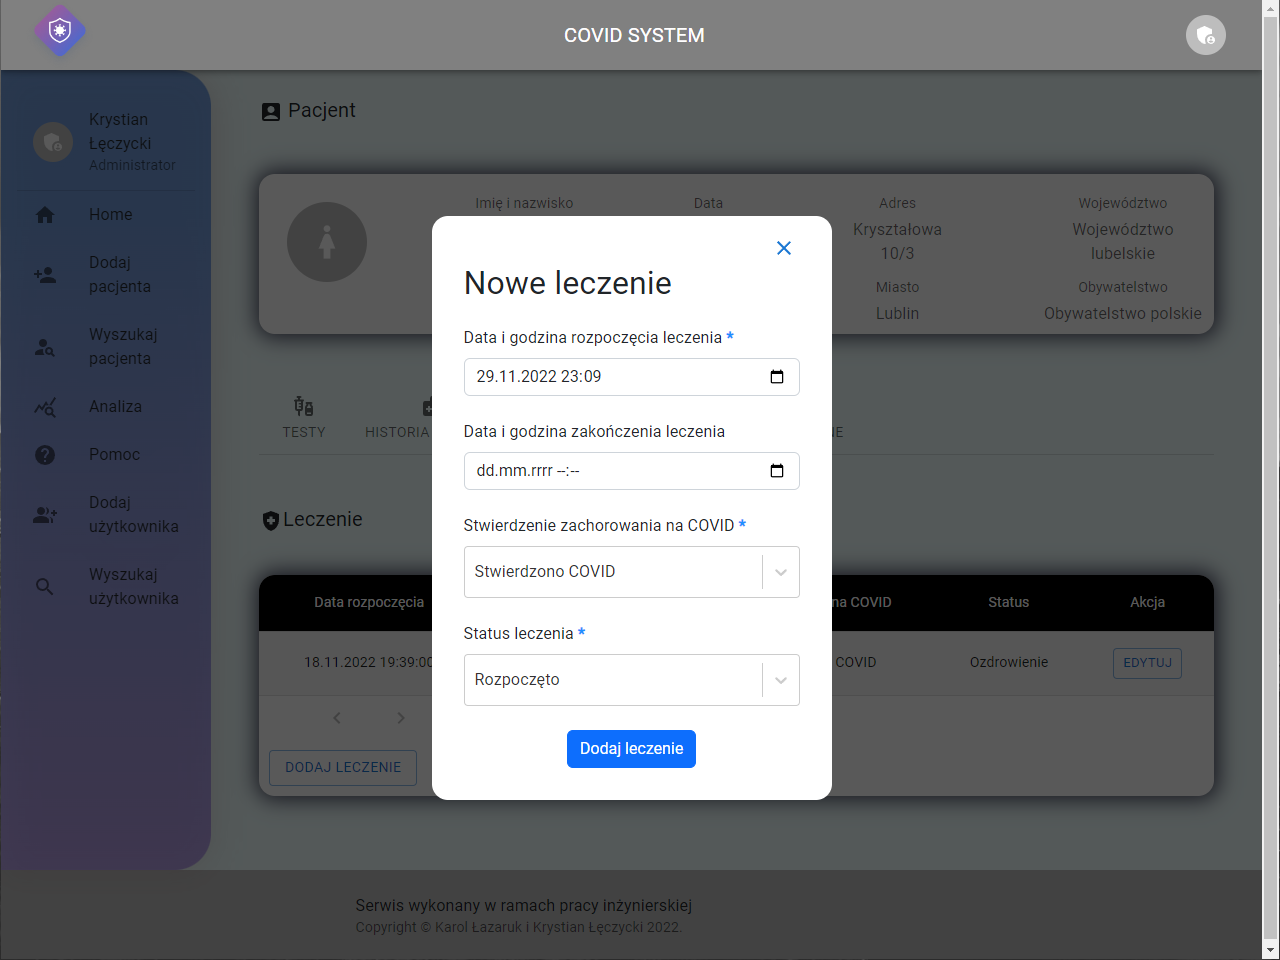 COVID SYSTEM
Krystian
Łęczycki
Administrator
Home
Dodaj
pacjenta
Wyszukaj
pacjenta
Analiza
Pomoc
Dodaj
użytkownika
Wyszukaj
użytkownika
Pacjent
Imię i nazwisko
Data
Adres
Kryształowa
10/3
Miasto
Lublin
Województwo
Województwo
lubelskie
Obywatelstwo
Obywatelstwo polskie
TESTY
HISTORIA
IE
Leczenie
Data rozpoczęcia
na COVID
Status
Akcja
18.11.2022 19:39:00
COVID
Ozdrowienie
EDYTUJ
DODAJ LECZENIE
Nowe leczenie
Data i godzina rozpoczęcia leczenia *
29.11.2022 23:09
Data i godzina zakończenia leczenia
dd.mm.rrrr --:--
Stwierdzenie zachorowania na COVID *
Stwierdzono COVID
Status leczenia *
Rozpoczęto
Dodaj leczenie
Serwis wykonany w ramach pracy inżynierskiej
Copyright © Karol Łazaruk i Krystian Łęczycki 2022.